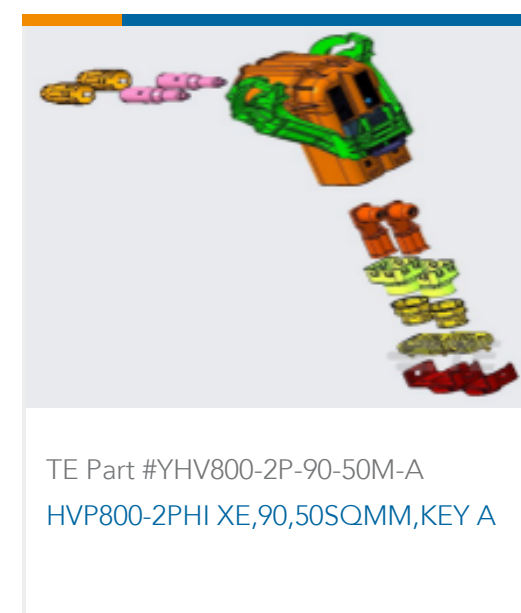 TE Part #YHV800-2P-90-50M-A
HVP800-2PHI XE,90,50SQMM,KEY A